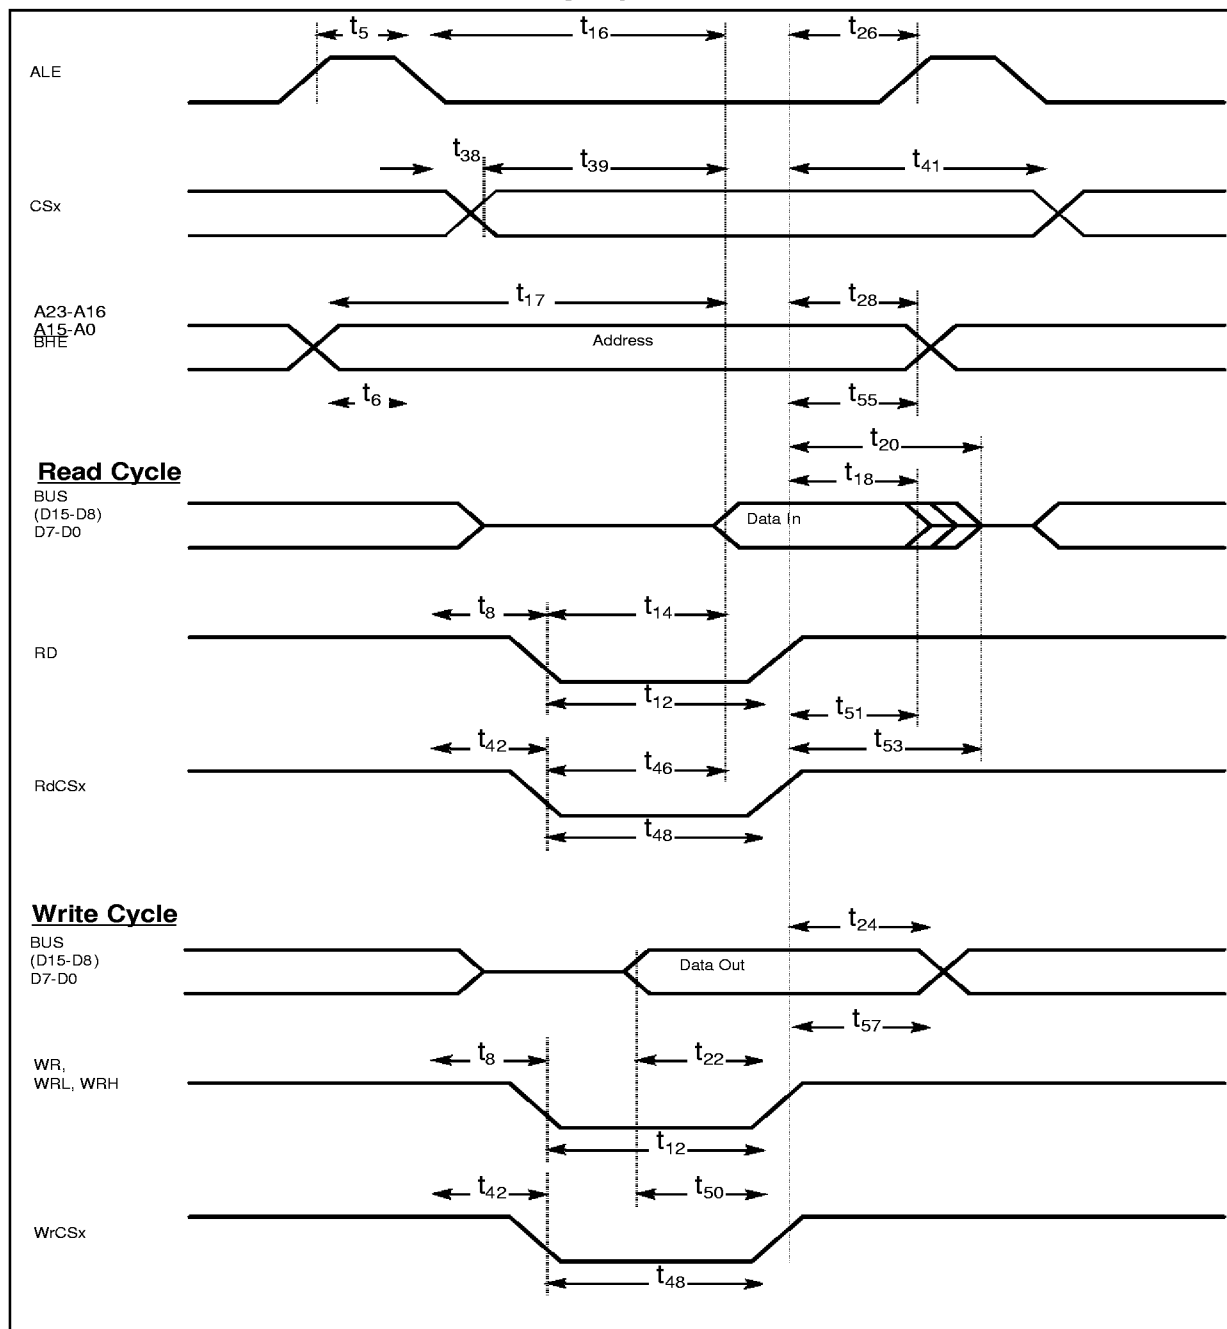 t5 t16 t26
ALE
t38 t39 t41
CSx
t17 t28
A23-A16
A15-A0
BHE
Address
t6 t55
t20
Read Cycle
t18
BUS
(D15-D8)
D7-D0
Data In
t8 t14
RD
t12
t51
t42 t46 t53
RdCSx
t48
Write Cycle
t24
BUS
(D15-D8)
D7-D0
Data Out
t57
t8 t22
WR,
WRL, WRH
t12
t42 t50
WrCSx
t48